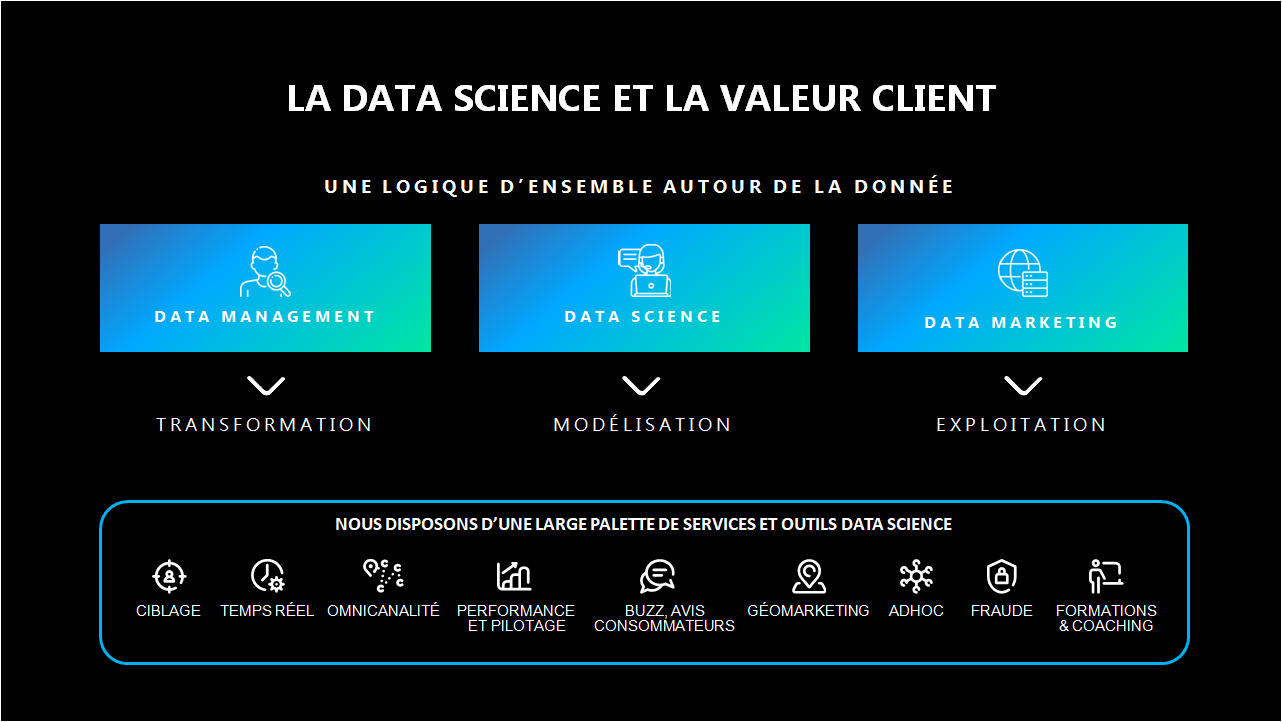 LA DATA SCIENCE ET LA VALEUR CLIENT
UNE LOGIQUE D’ENSEMBLE AUTOUR DE LA DONNÉE
DATA MANAGEMENT
DATA SCIENCE
DATA MARKETING
TRANSFORMATION
MODÉLISATION
EXPLOITATION
NOUS DISPOSONS D’UNE LARGE PALETTE DE SERVICES ET OUTILS DATA SCIENCE
CIBLAGE
TEMPS RÉEL
OMNICANALITÉ
PERFORMANCE
ET PILOTAGE
BUZZ, AVIS
CONSOMMATEURS
GÉOMARKETING
ADHOC
FRAUDE
FORMATIONS
& COACHING